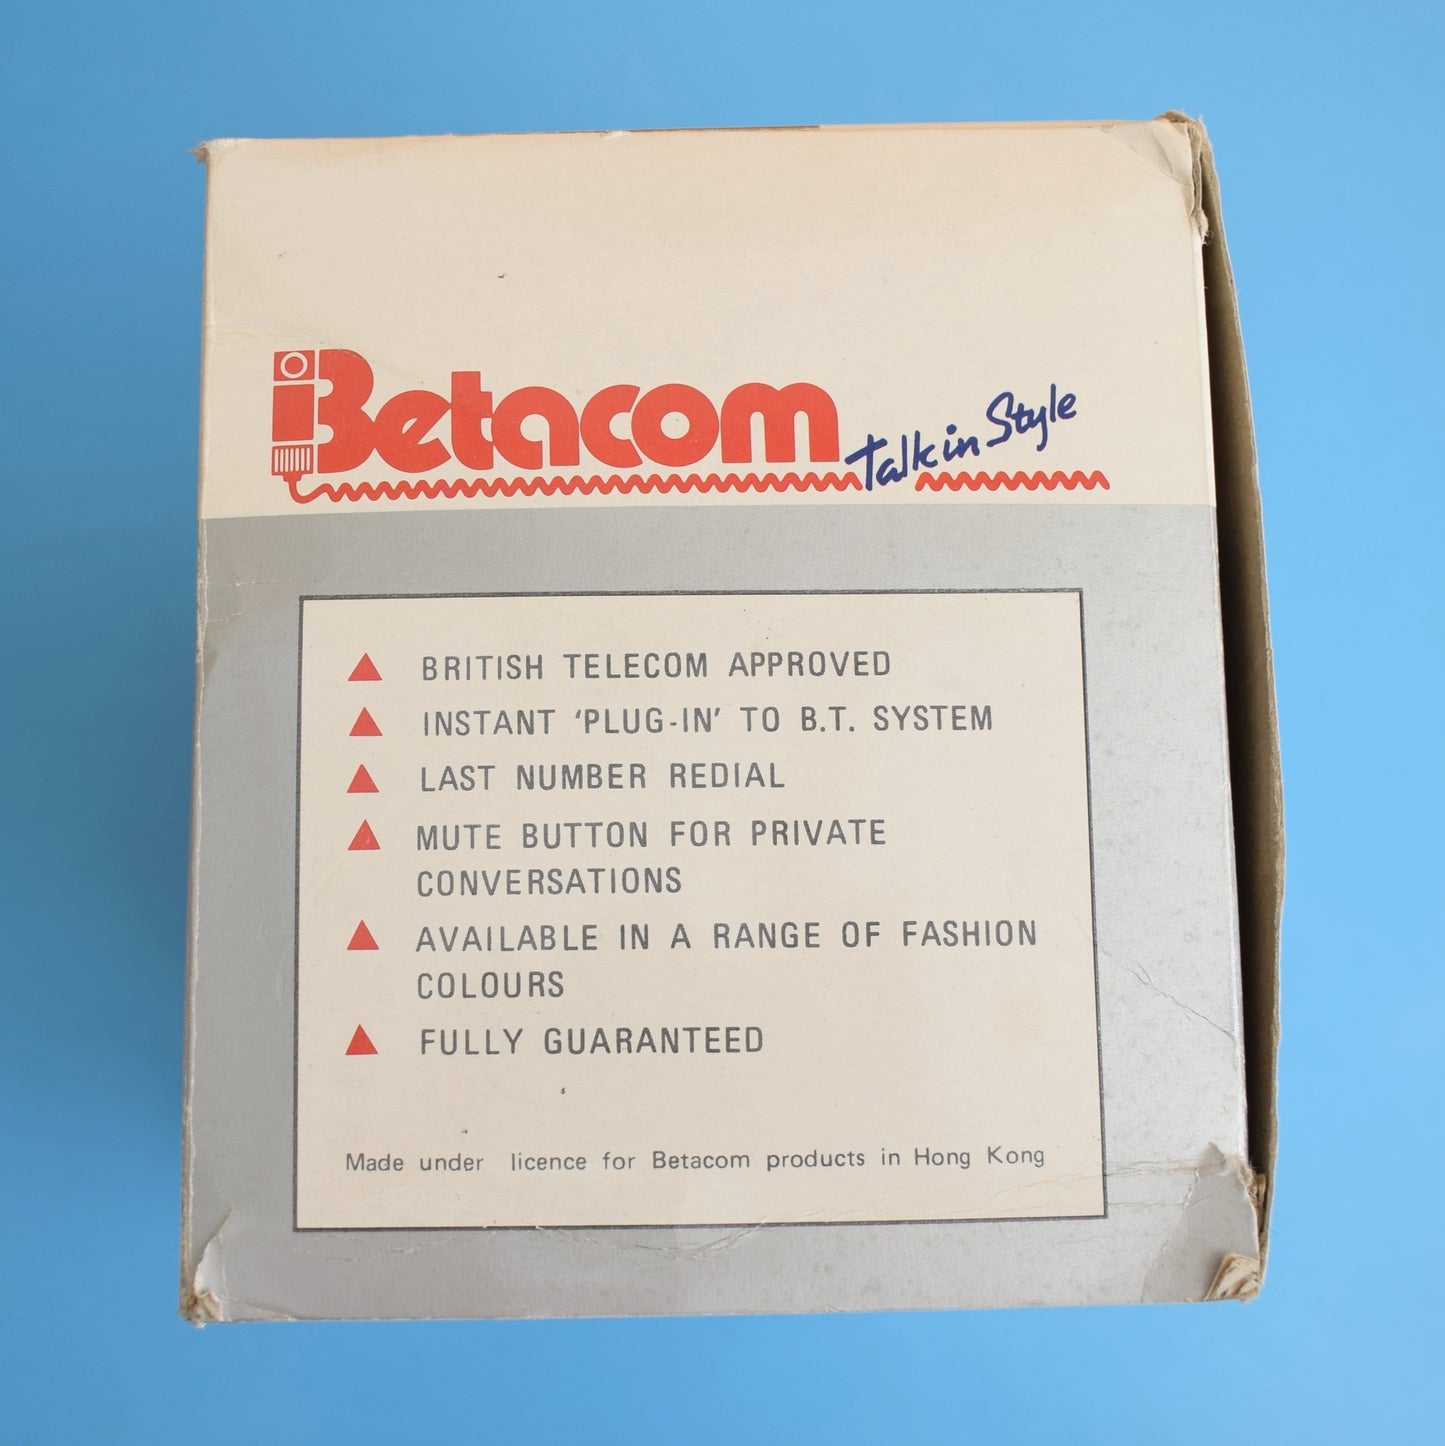 Betacom Talk in Style
BRITISH TELECOM APPROVED
INSTANT ‘PLUG-IN’ TO B.T. SYSTEM
LAST NUMBER REDIAL
MUTE BUTTON FOR PRIVATE
CONVERSATIONS
AVAILABLE IN A RANGE OF FASHION
COLOURS
FULLY GUARANTEED
Made under licence for Betacom products in Hong Kong